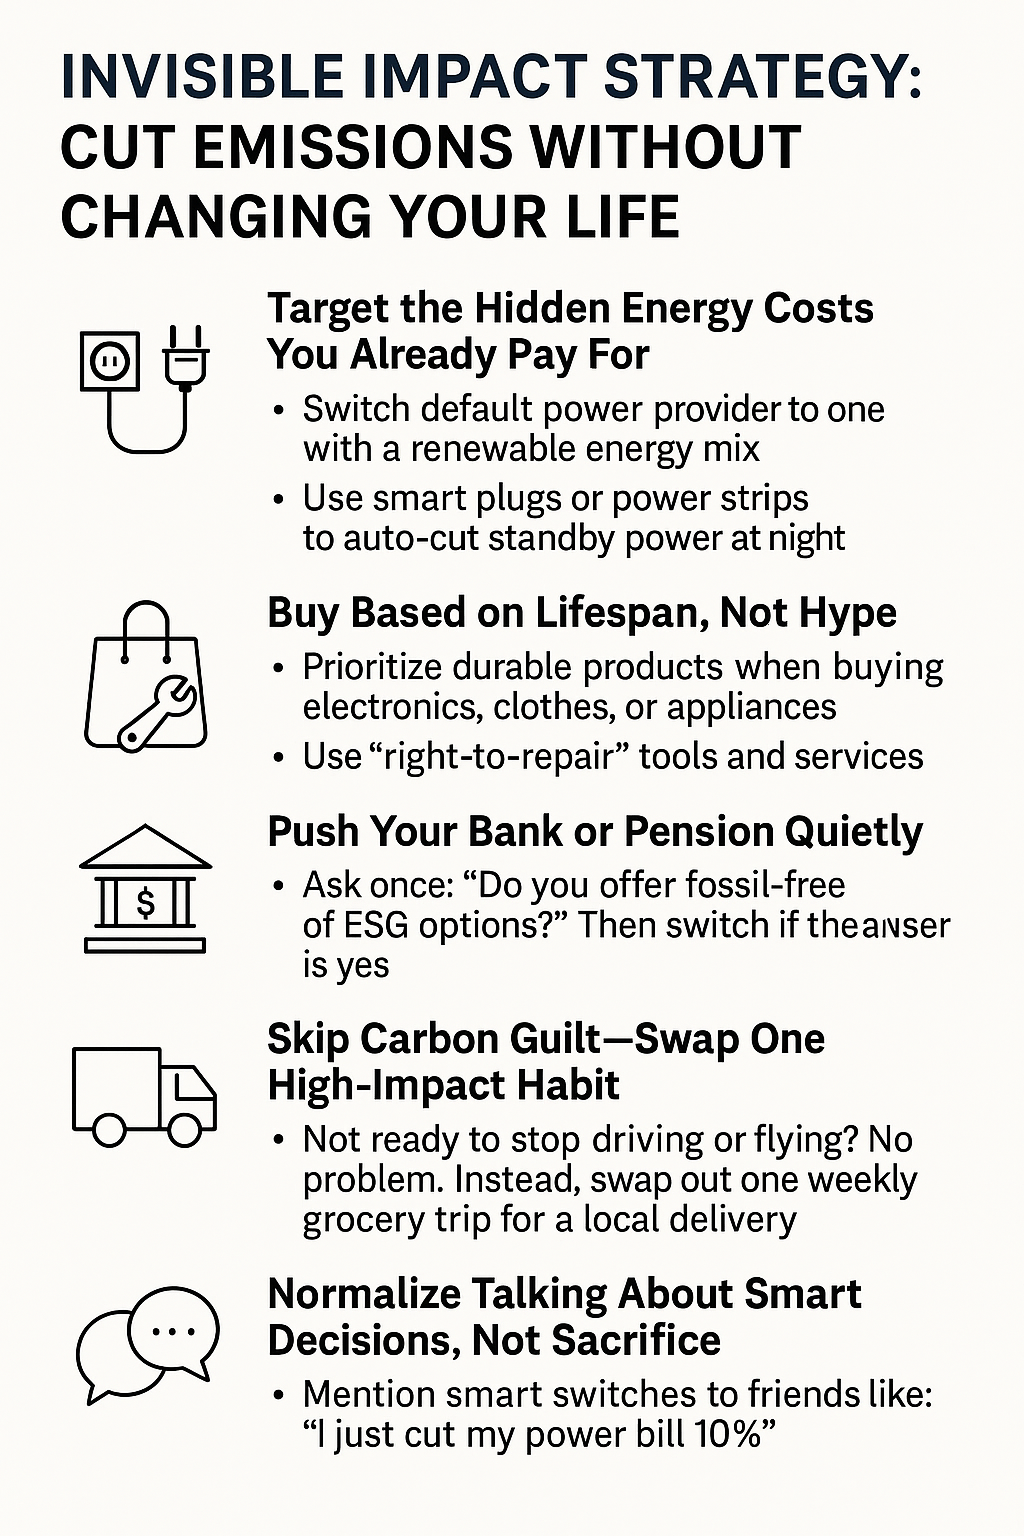 INVISIBLE IMPACT STRATEGY:
CUT EMISSIONS WITHOUT
CHANGING YOUR LIFE
Target the Hidden Energy Costs
You Already Pay For
• Switch default power provider to one
with a renewable energy mix
• Use smart plugs or power strips
to auto-cut standby power at night
Buy Based on Lifespan, Not Hype
• Prioritize durable products when buying
electronics, clothes, or appliances
• Use “right-to-repair” tools and services
$
Push Your Bank or Pension Quietly
• Ask once: “Do you offer fossil-free
of ESG options?” Then switch if the anser
is yes
Skip Carbon Guilt—Swap One
High-Impact Habit
• Not ready to stop driving or flying? No
problem. Instead, swap out one weekly
grocery trip for a local delivery
Normalize Talking About Smart
Decisions, Not Sacrifice
• Mention smart switches to friends like:
“I just cut my power bill 10%”